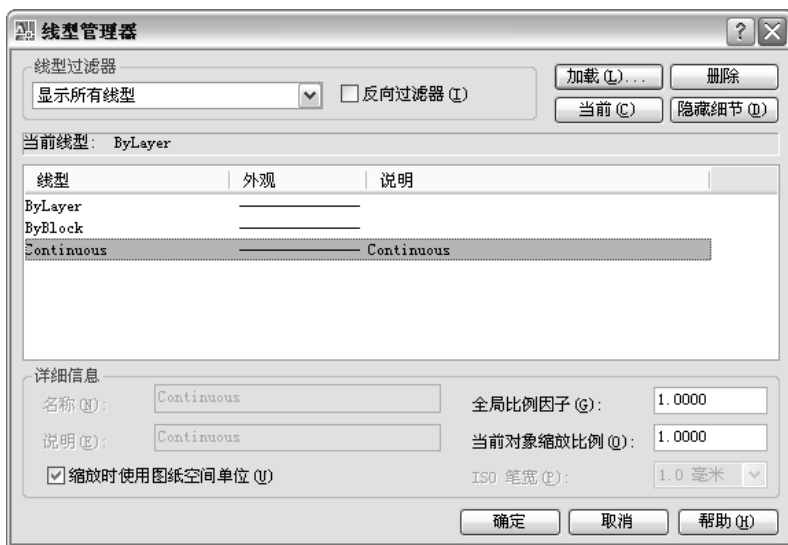 线型管理器
线型过滤器
显示所有线型
反向过滤器(I)
加载(L)...
删除
当前(C)
隐藏细节(D)
当前线型: ByLayer
线型 外观 说明
ByLayer
ByBlock
Continuous Continuous
详细信息
名称(N): Continuous
全局比例因子(G): 1.0000
说明(E): Continuous
当前对象缩放比例(O): 1.0000
缩放时使用图纸空间单位(U)
ISO 笔宽(P): 1.0 毫米
确定 取消 帮助(H)